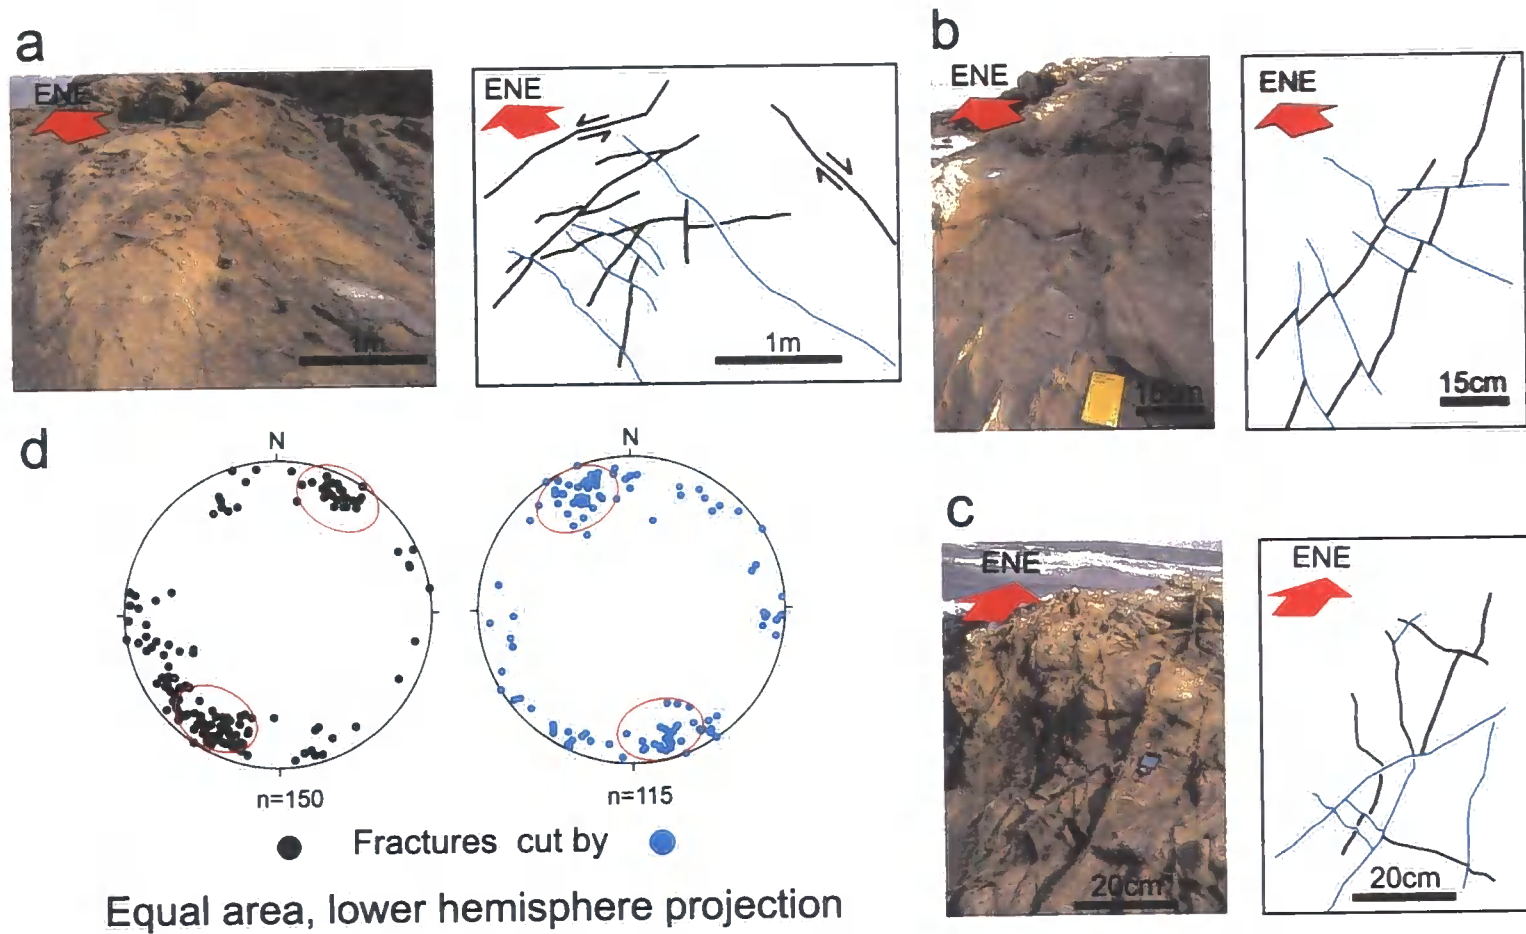 a
ENE
1m
ENE
1m
b
ENE
15cm
ENE
15cm
c
ENE
20cm
ENE
20cm
d
N
n=150
N
n=115
Fractures cut by
Equal area, lower hemisphere projection